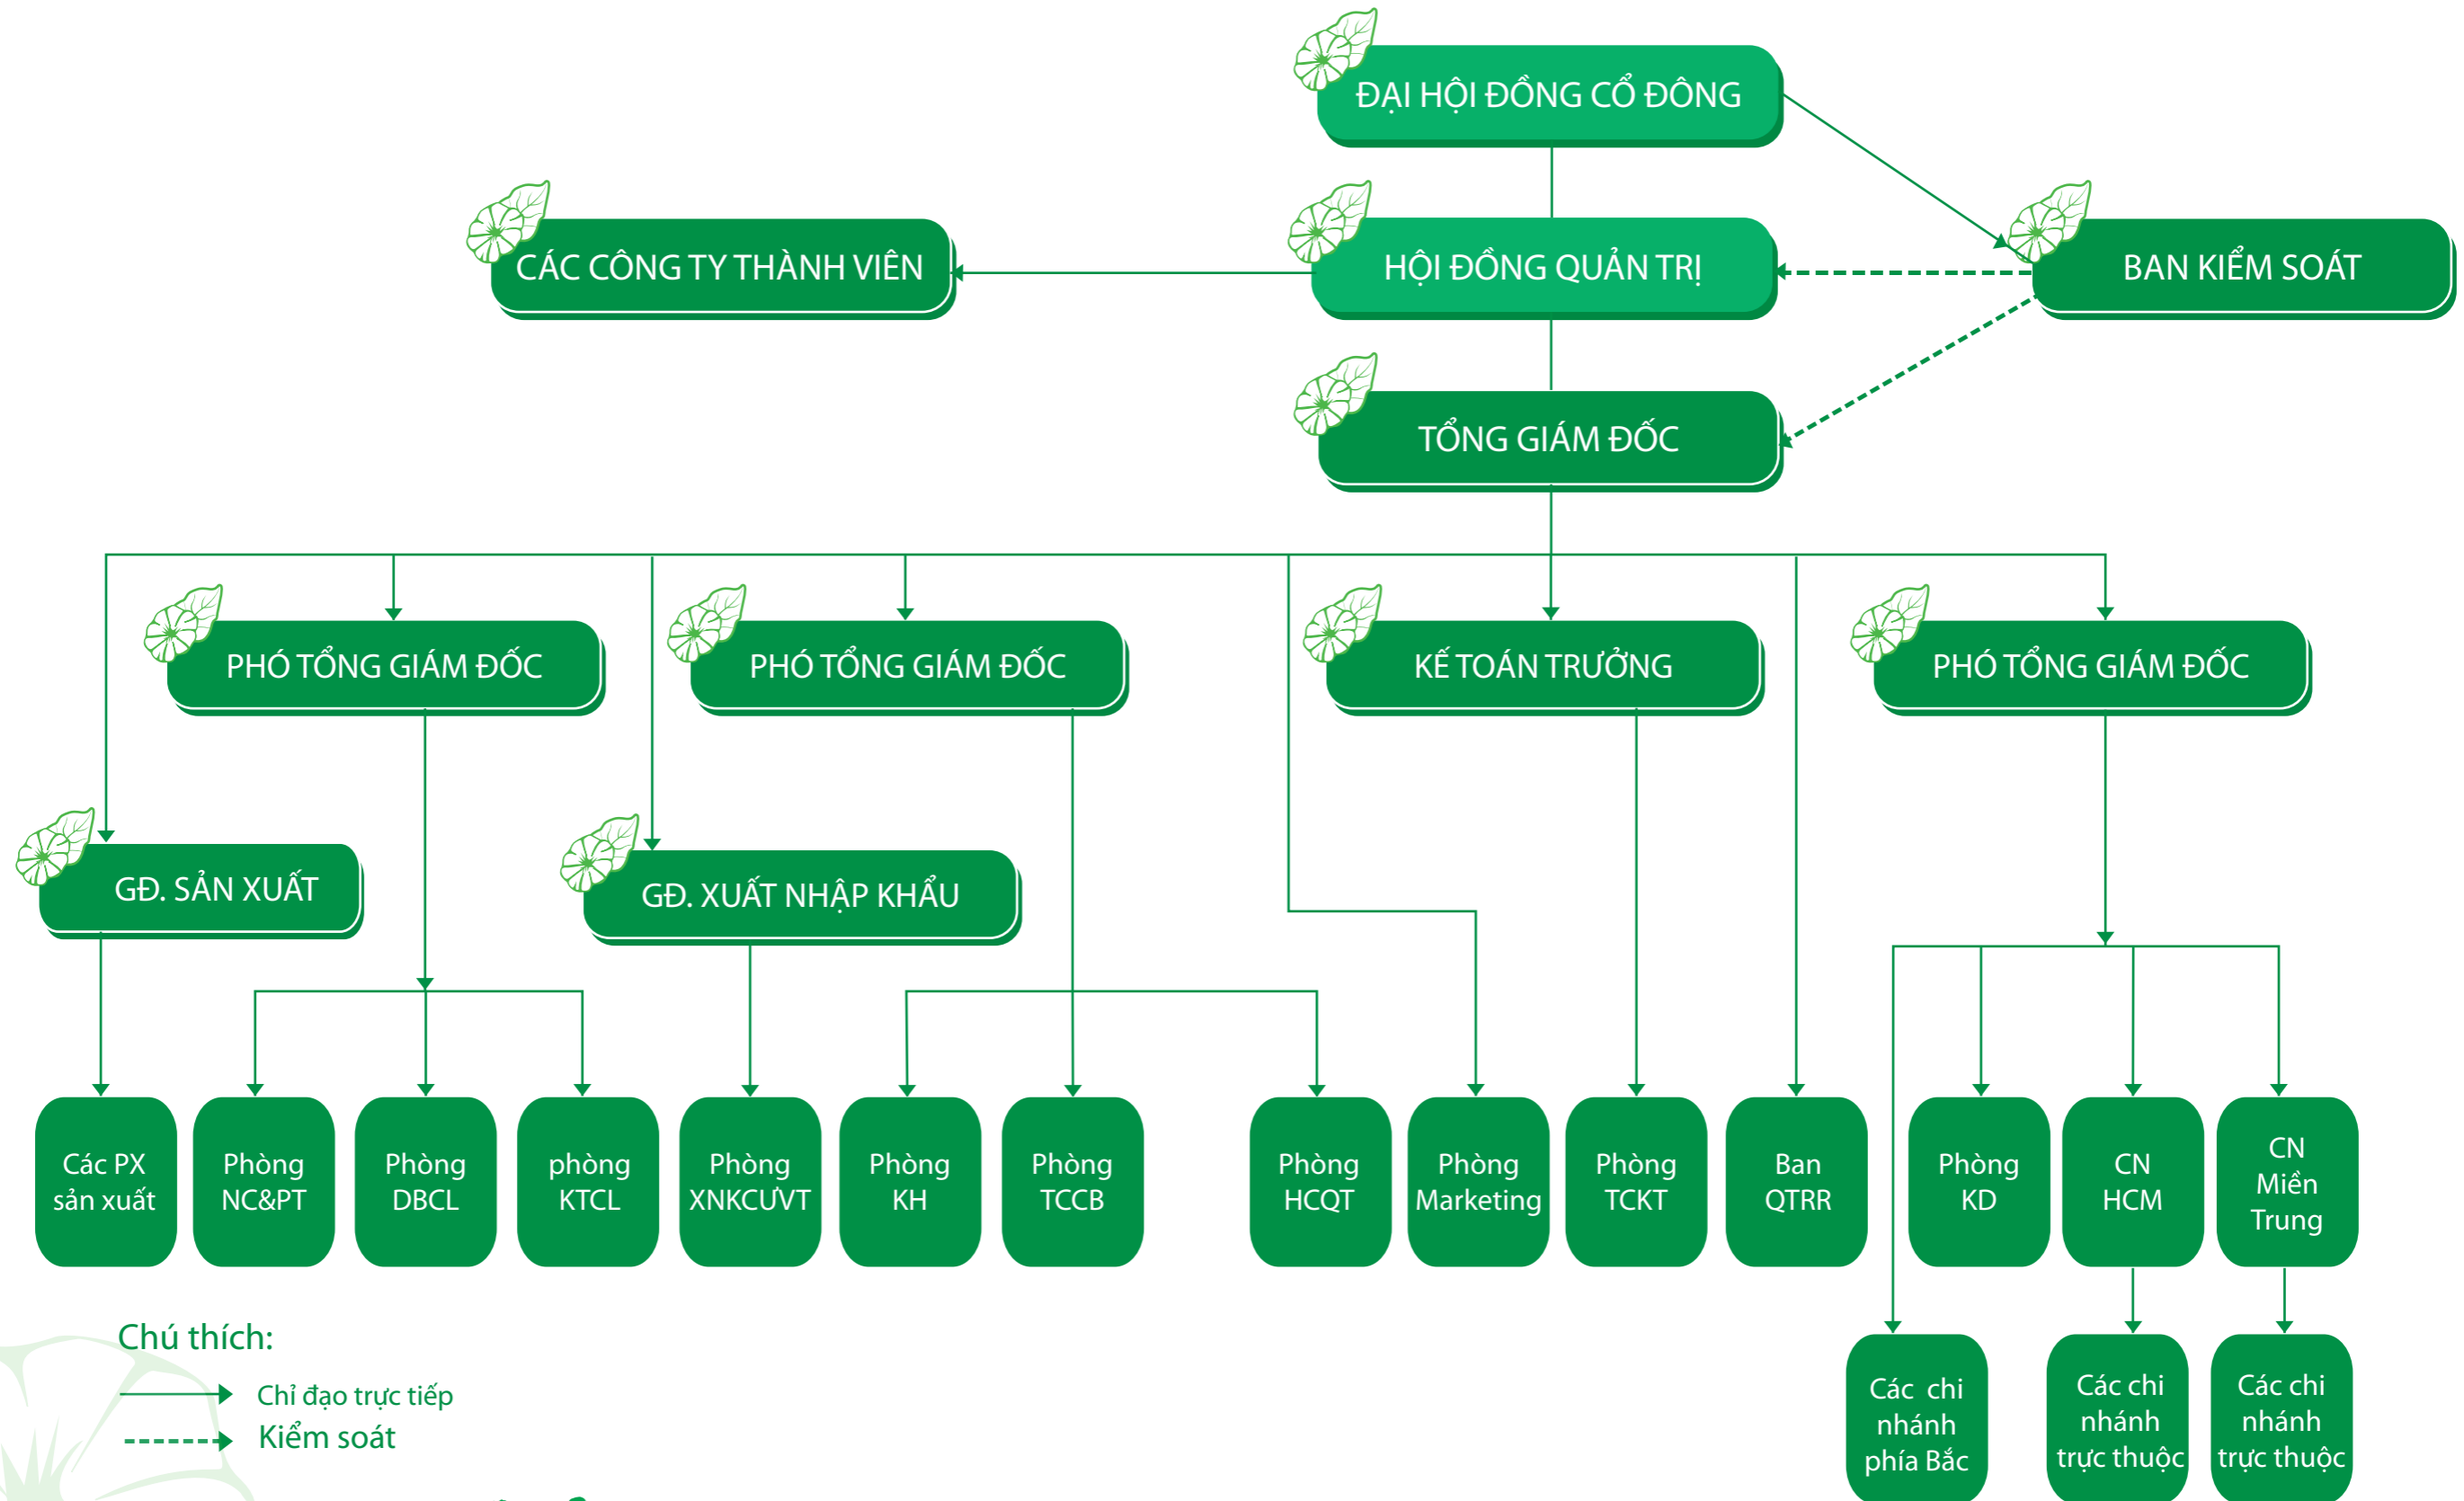 ĐẠI HỘI ĐỒNG CỔ ĐÔNG
CÁC CÔNG TY THÀNH VIÊN
HỘI ĐỒNG QUẢN TRỊ
BAN KIỂM SOÁT
TỔNG GIÁM ĐỐC
PHÓ TỔNG GIÁM ĐỐC
PHÓ TỔNG GIÁM ĐỐC
KẾ TOÁN TRƯỞNG
PHÓ TỔNG GIÁM ĐỐC
GĐ. SẢN XUẤT
GĐ. XUẤT NHẬP KHẨU
Các PX
sản xuất
Phòng
NC&PT
Phòng
DBCL
phòng
KTCL
Phòng
XNKCƯVT
Phòng
KH
Phòng
TCCB
Phòng
HCQT
Phòng
Marketing
Phòng
TCKT
Ban
QTRR
Phòng
KD
CN
HCM
CN
Miền
Trung
Các chi
nhánh
phía Bắc
Các chi
nhánh
trực thuộc
Các chi
nhánh
trực thuộc
Chú thích:
Chỉ đạo trực tiếp
Kiểm soát